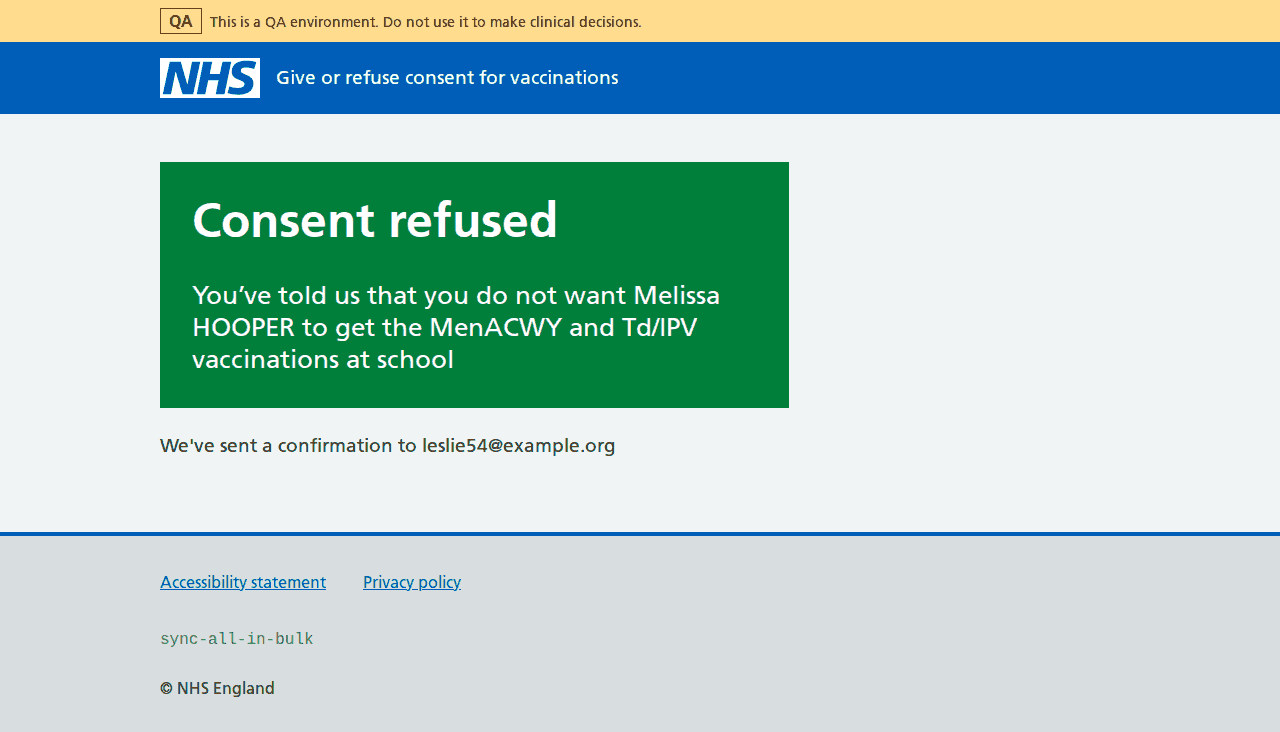 QA This is a QA environment. Do not use it to make clinical decisions.
NHS Give or refuse consent for vaccinations
Consent refused
You’ve told us that you do not want Melissa
HOOPER to get the MenACWY and Td/IPV
vaccinations at school
We've sent a confirmation to leslie54@example.org
Accessibility statement Privacy policy
sync-all-in-bulk
© NHS England